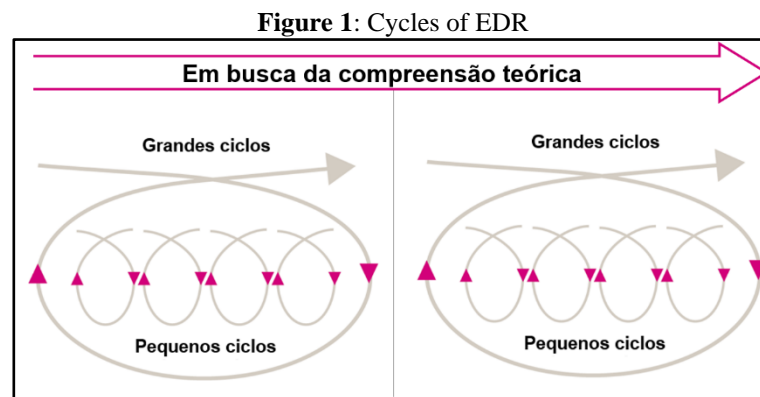 Figure 1: Cycles of EDR
Em busca da compreensão teórica
Grandes ciclos
Grandes ciclos
Pequenos ciclos
Pequenos ciclos